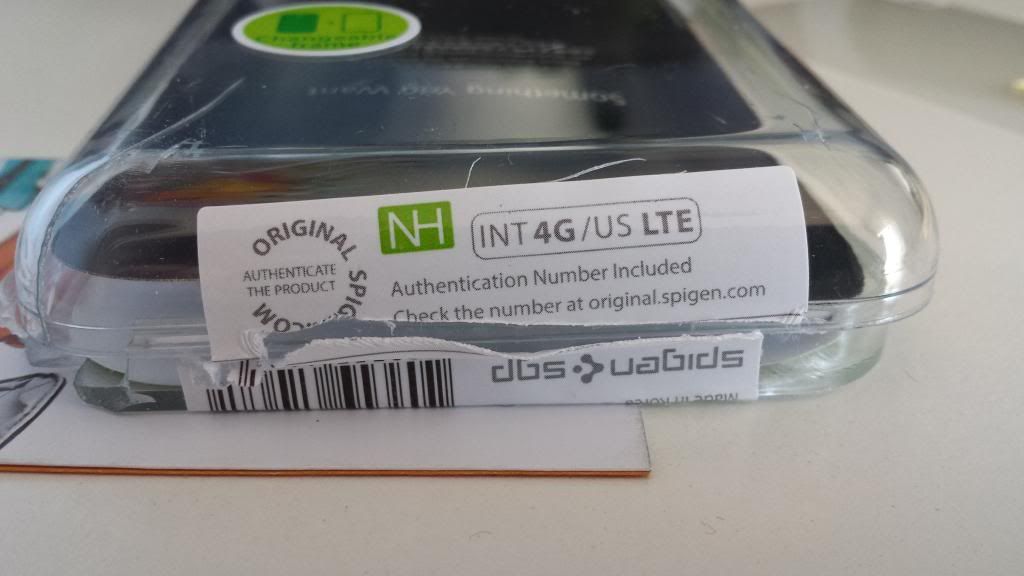 changeable
frame
Something You Want
ORIGINAL SPIGEN.COM
AUTHENTICATE
THE PRODUCT
NH
INT 4G/US LTE
Authentication Number Included
Check the number at original.spigen.com
spigen sgp
Made in Korea